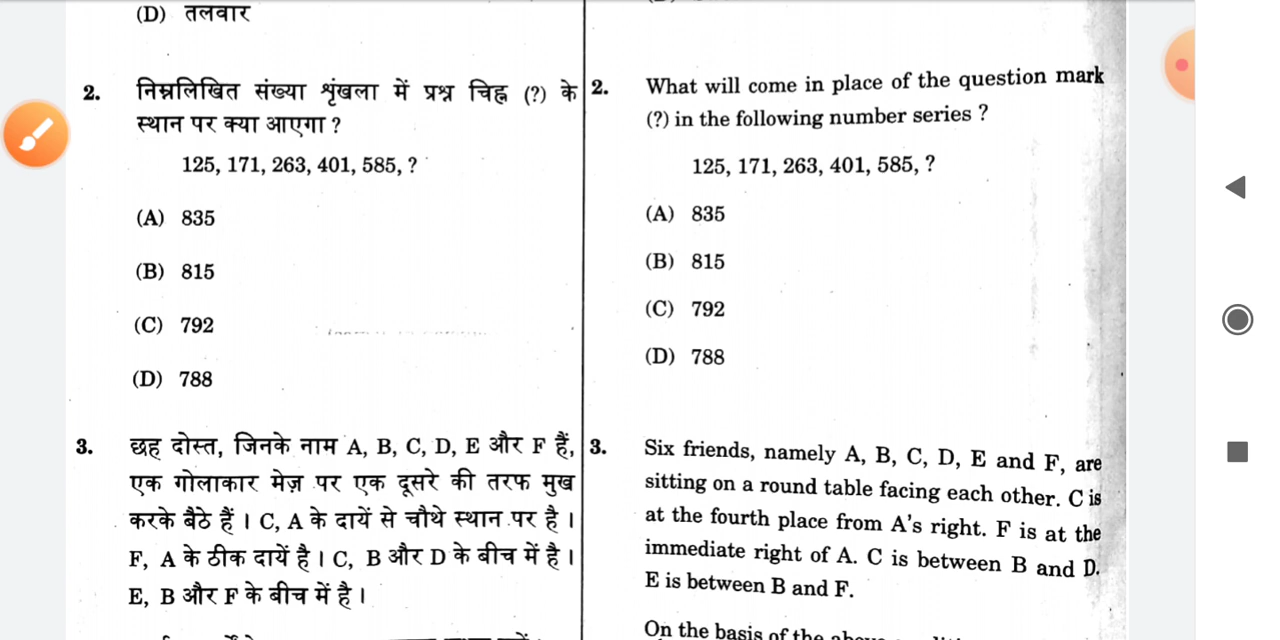 (D) तलवार
2. निम्नलिखित संख्या शृंखला में प्रश्न चिह्न (?) के
स्थान पर क्या आएगा ?
125, 171, 263, 401, 585, ?
(A) 835
(B) 815
(C) 792
(D) 788
3. छह दोस्त, जिनके नाम A, B, C, D, E और F हैं,
एक गोलाकार मेज़ पर एक दूसरे की तरफ मुख
करके बैठे हैं । C, A के दायें से चौथे स्थान पर है ।
F, A के ठीक दायें है । C, B और D के बीच में है ।
E, B और F के बीच में है ।
2. What will come in place of the question mark
(?) in the following number series ?
125, 171, 263, 401, 585, ?
(A) 835
(B) 815
(C) 792
(D) 788
3. Six friends, namely A, B, C, D, E and F, are
sitting on a round table facing each other. C is
at the fourth place from A's right. F is at the
immediate right of A. C is between B and D.
E is between B and F.
On the basis of the